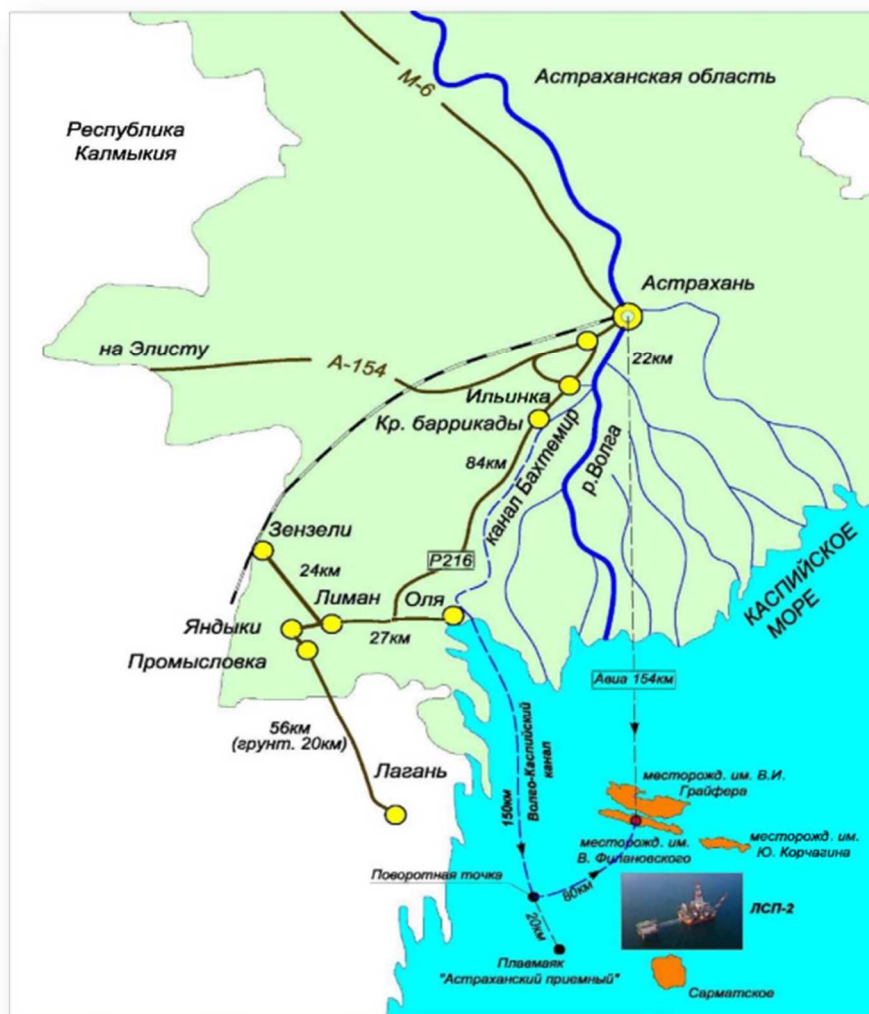 М-6
Астраханская область
Республика
Калмыкия
Астрахань
на Элисту
А-154
22км
Ильинка
Кр. баррикады
84км
канал Бахтемир
р.Волга
КАСПИЙСКОЕ
МОРЕ
Зензели
24км
Р216
Лиман
Оля
Яндыки
27км
Промысловка
Авиа 154км
56км
(грунт. 20км)
Лагань
150км
Волго-Каспийский
канал
месторожд. им. В.И.
Грайфера
месторожд. им.
В. Филановского
месторожд. им.
Ю. Корчагина
Поворотная точка
80км
20км
ЛСП-2
Плавмаяк
"Астраханский приемный"
Сарматское